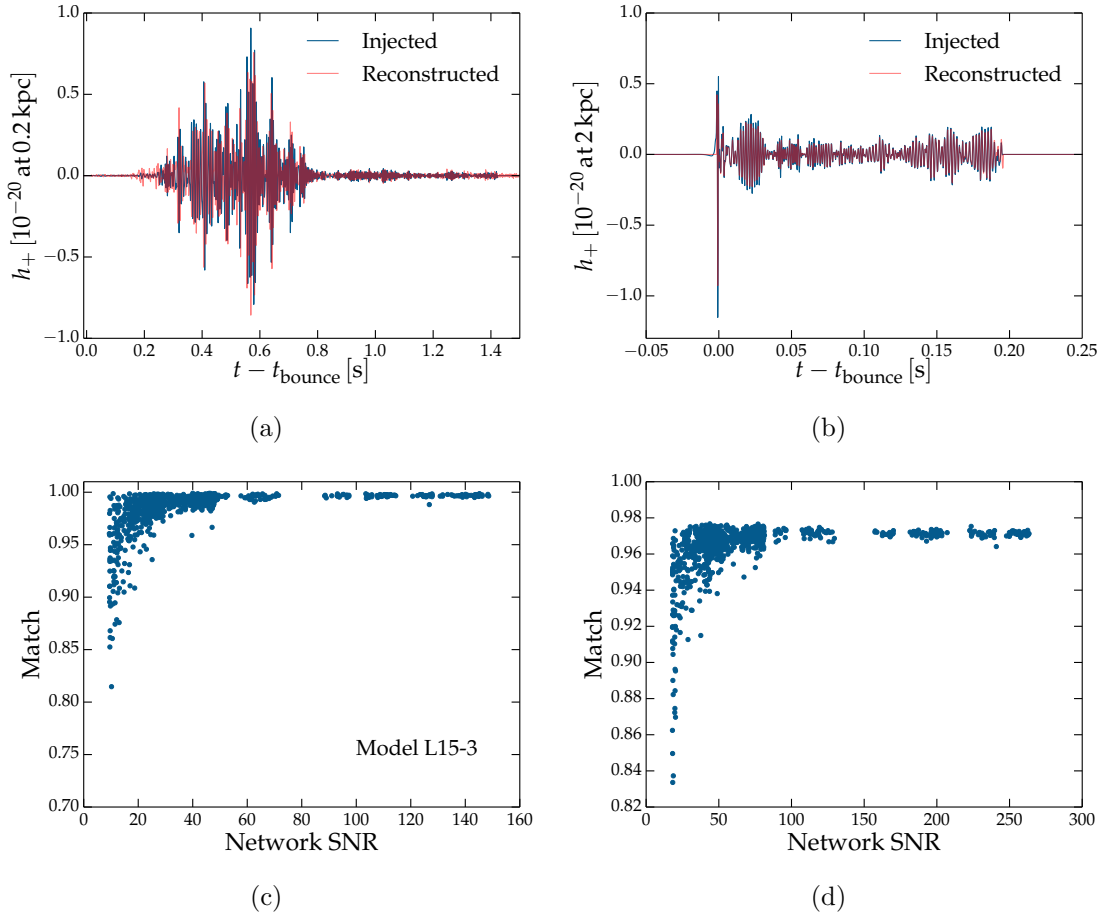 1.0
0.5
0.0
−0.5
−1.0
h₊ [10⁻²⁰ at 0.2 kpc]
Injected
Reconstructed
0.0 0.2 0.4 0.6 0.8 1.0 1.2 1.4
t − t_bounce [s]
(a)
1.0
0.5
0.0
−0.5
−1.0
h₊ [10⁻²⁰ at 2 kpc]
Injected
Reconstructed
−0.05 0.00 0.05 0.10 0.15 0.20 0.25
t − t_bounce [s]
(b)
1.00
0.95
0.90
0.85
0.80
0.75
0.70
Match
Model L15-3
0 20 40 60 80 100 120 140 160
Network SNR
(c)
1.00
0.98
0.96
0.94
0.92
0.90
0.88
0.86
0.84
0.82
Match
0 50 100 150 200 250 300
Network SNR
(d)